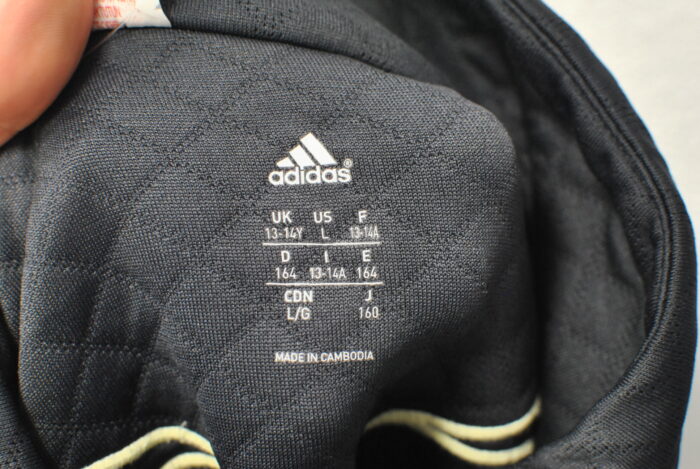 adidas®
UK US F
13-14Y L 13-14A
D I E
164 13-14A 164
CDN J
L/G 160
MADE IN CAMBODIA